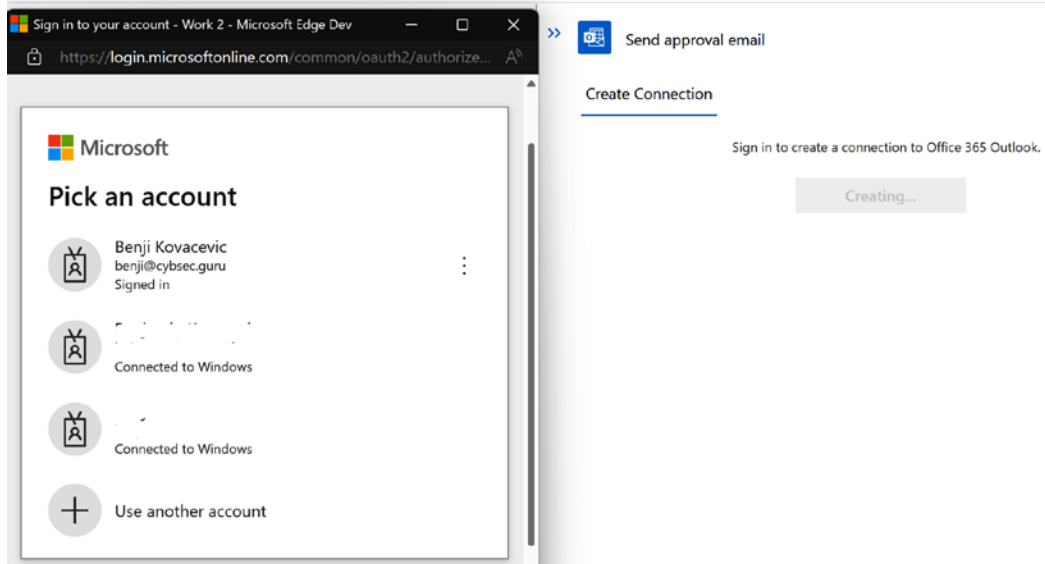 Sign in to your account - Work 2 - Microsoft Edge Dev
https://login.microsoftonline.com/common/oauth2/authorize...
Microsoft
Pick an account
Benji Kovacevic
benji@cybsec.guru
Signed in
Connected to Windows
Connected to Windows
Use another account
Send approval email
Create Connection
Sign in to create a connection to Office 365 Outlook.
Creating...